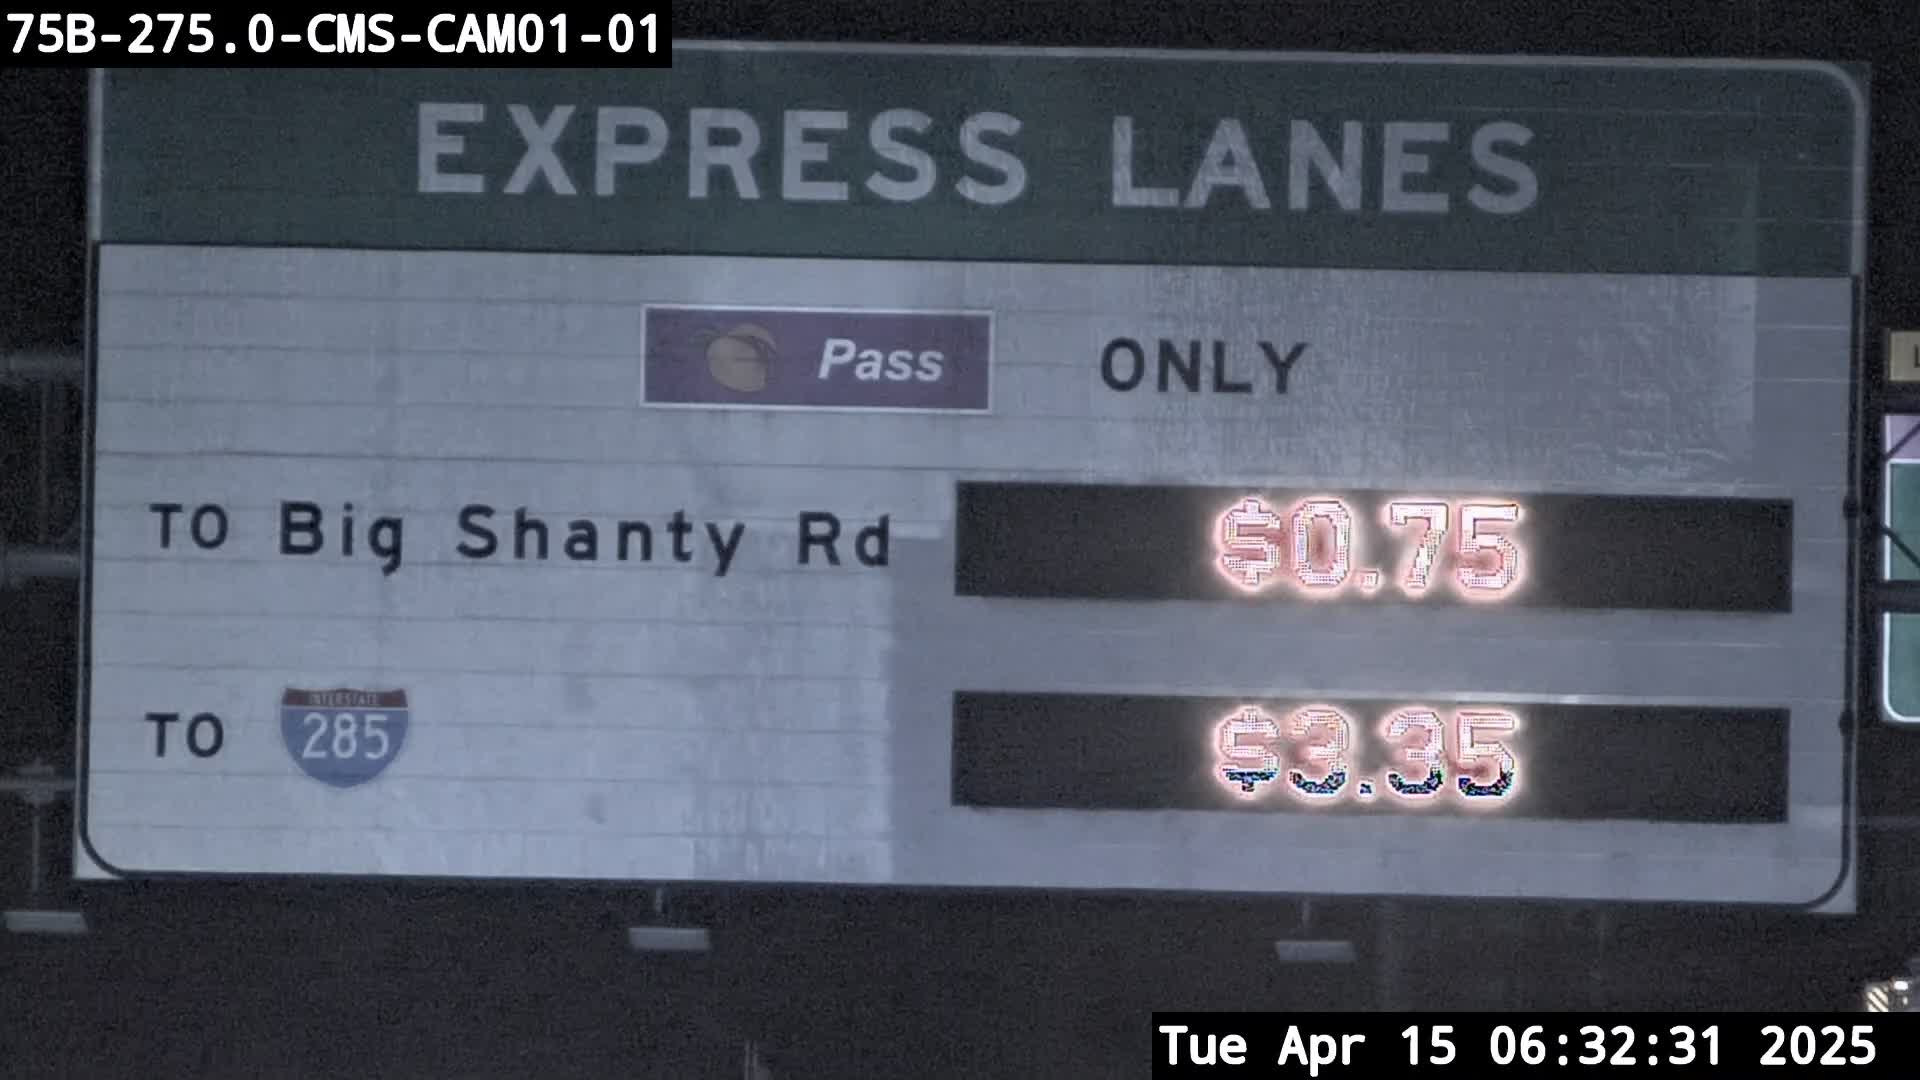 75B-275.0-CMS-CAM01-01
EXPRESS LANES
Pass ONLY
TO Big Shanty Rd $0.75
INTERSTATE
TO 285 $3.35
Tue Apr 15 06:32:31 2025